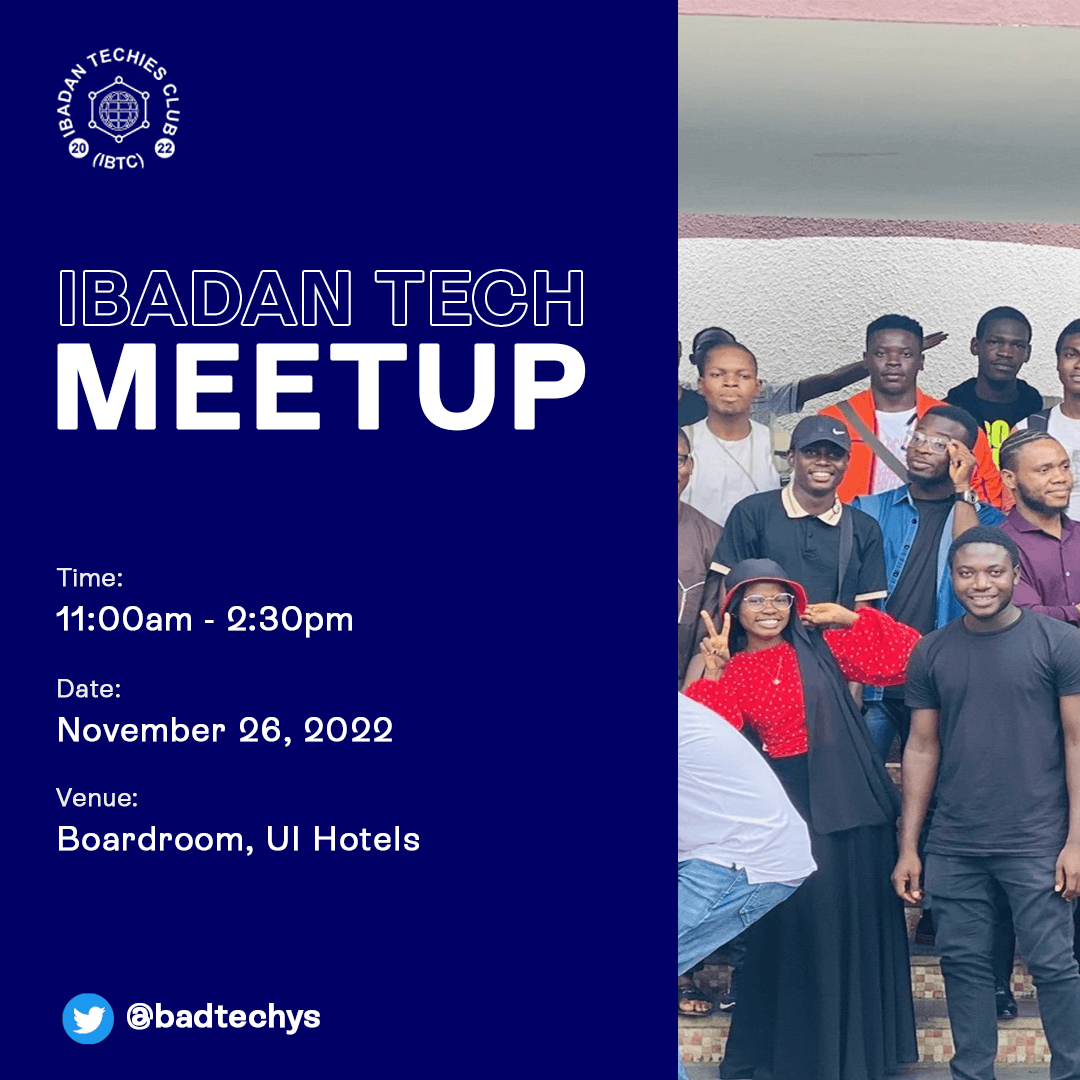 IBADAN TECHIES CLUB
20 22
(IBTC)
IBADAN TECH
MEETUP
Time:
11:00am - 2:30pm
Date:
November 26, 2022
Venue:
Boardroom, UI Hotels
@badtechys